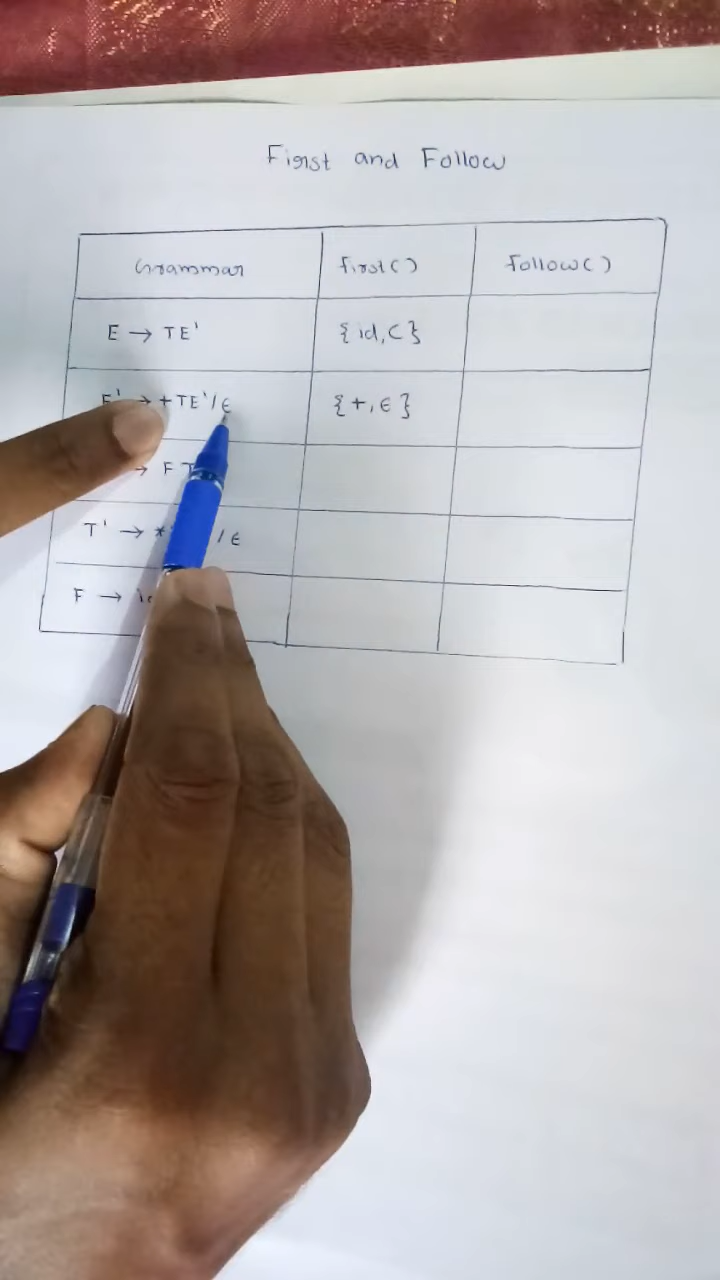 First and Follow
Grammar First() Follow()
E → TE' {id, (}
E' → +TE'/ϵ {+, ϵ}
→ F
T' → * /ϵ
F →